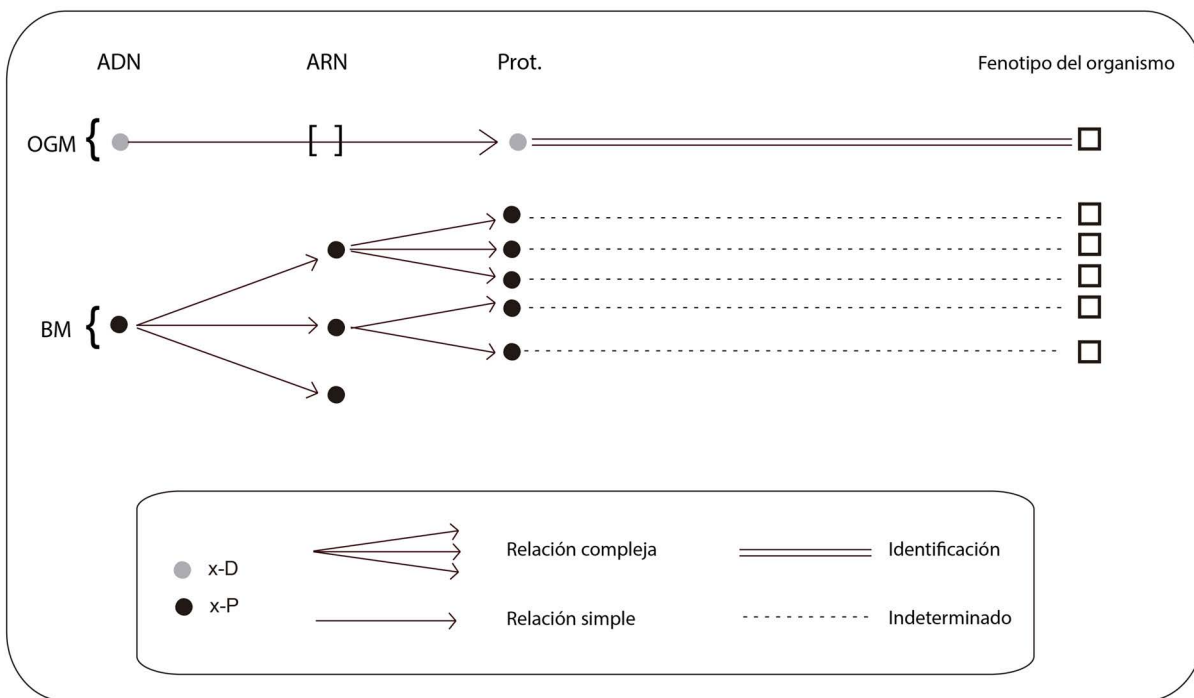 ADN ARN Prot. Fenotipo del organismo
OGM { [ ]
BM {
x-D
x-P
Relación compleja
Relación simple
Identificación
Indeterminado